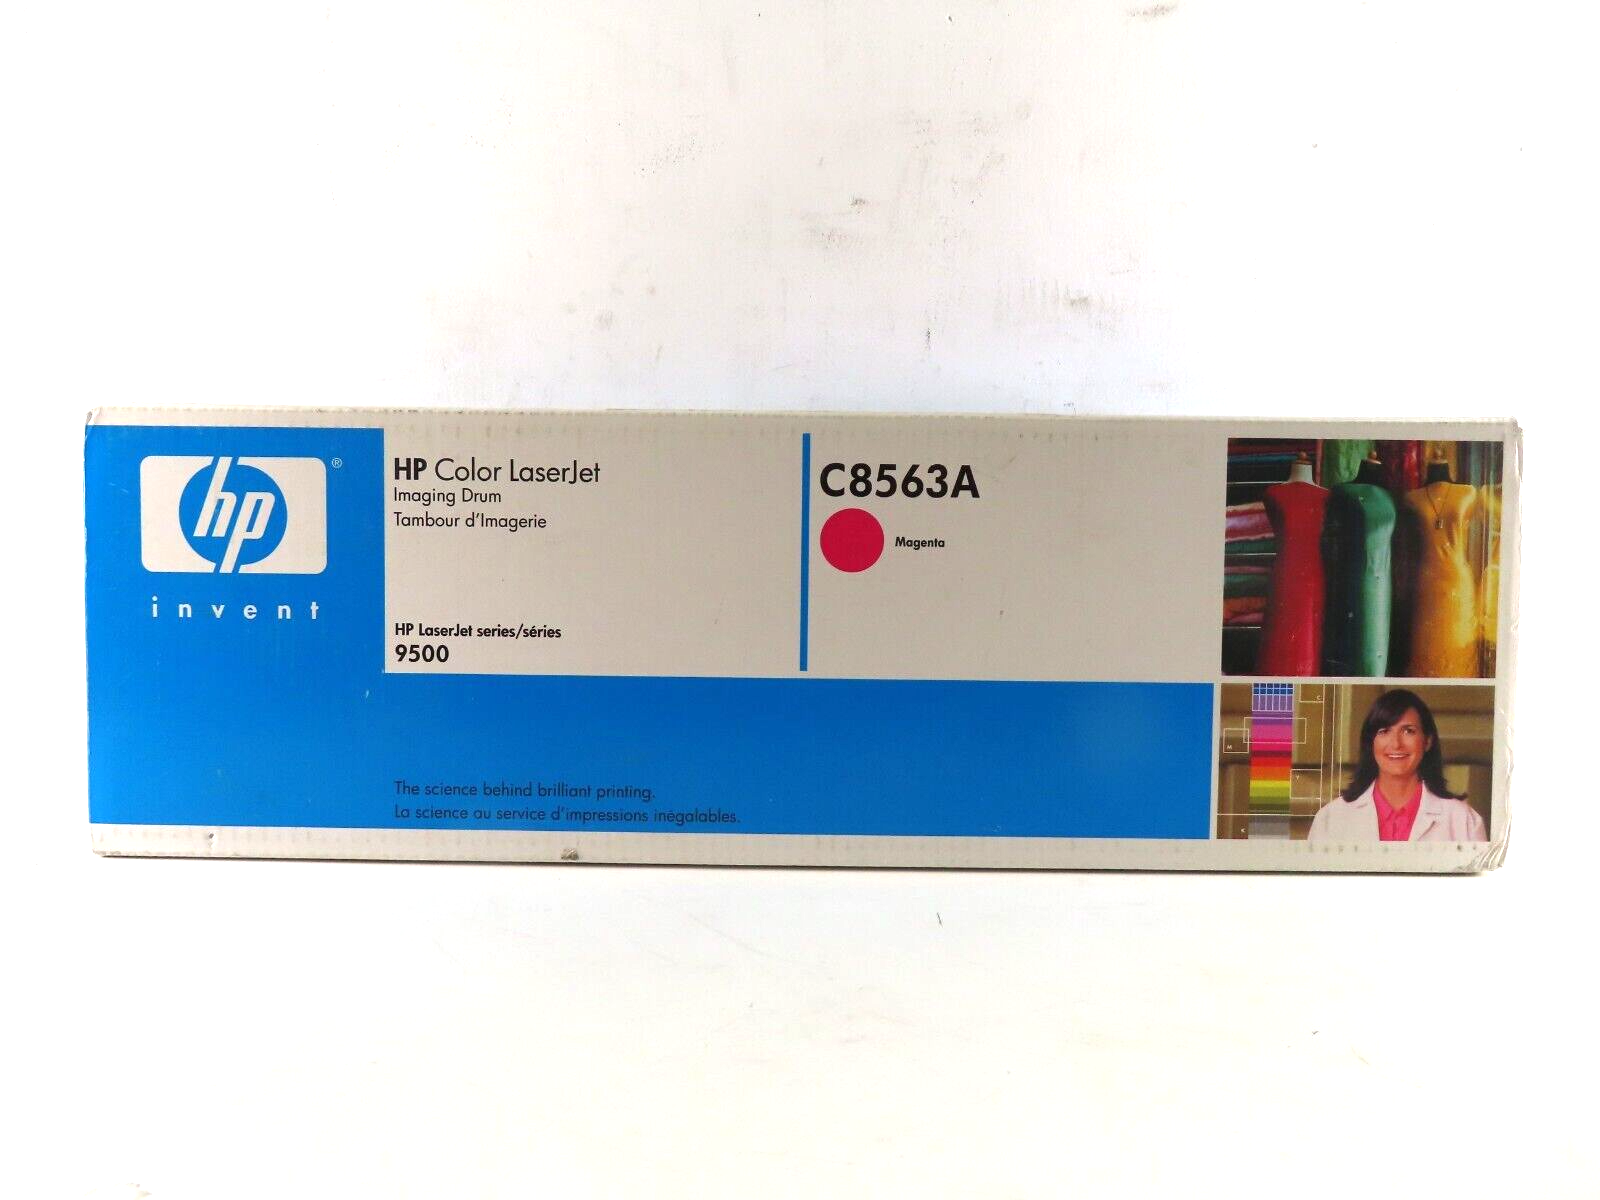 hp
®
invent
HP Color LaserJet
Imaging Drum
Tambour d'Imagerie
HP LaserJet series/séries
9500
C8563A
Magenta
The science behind brilliant printing.
La science au service d'impressions inégalables.
C
M
Y
K